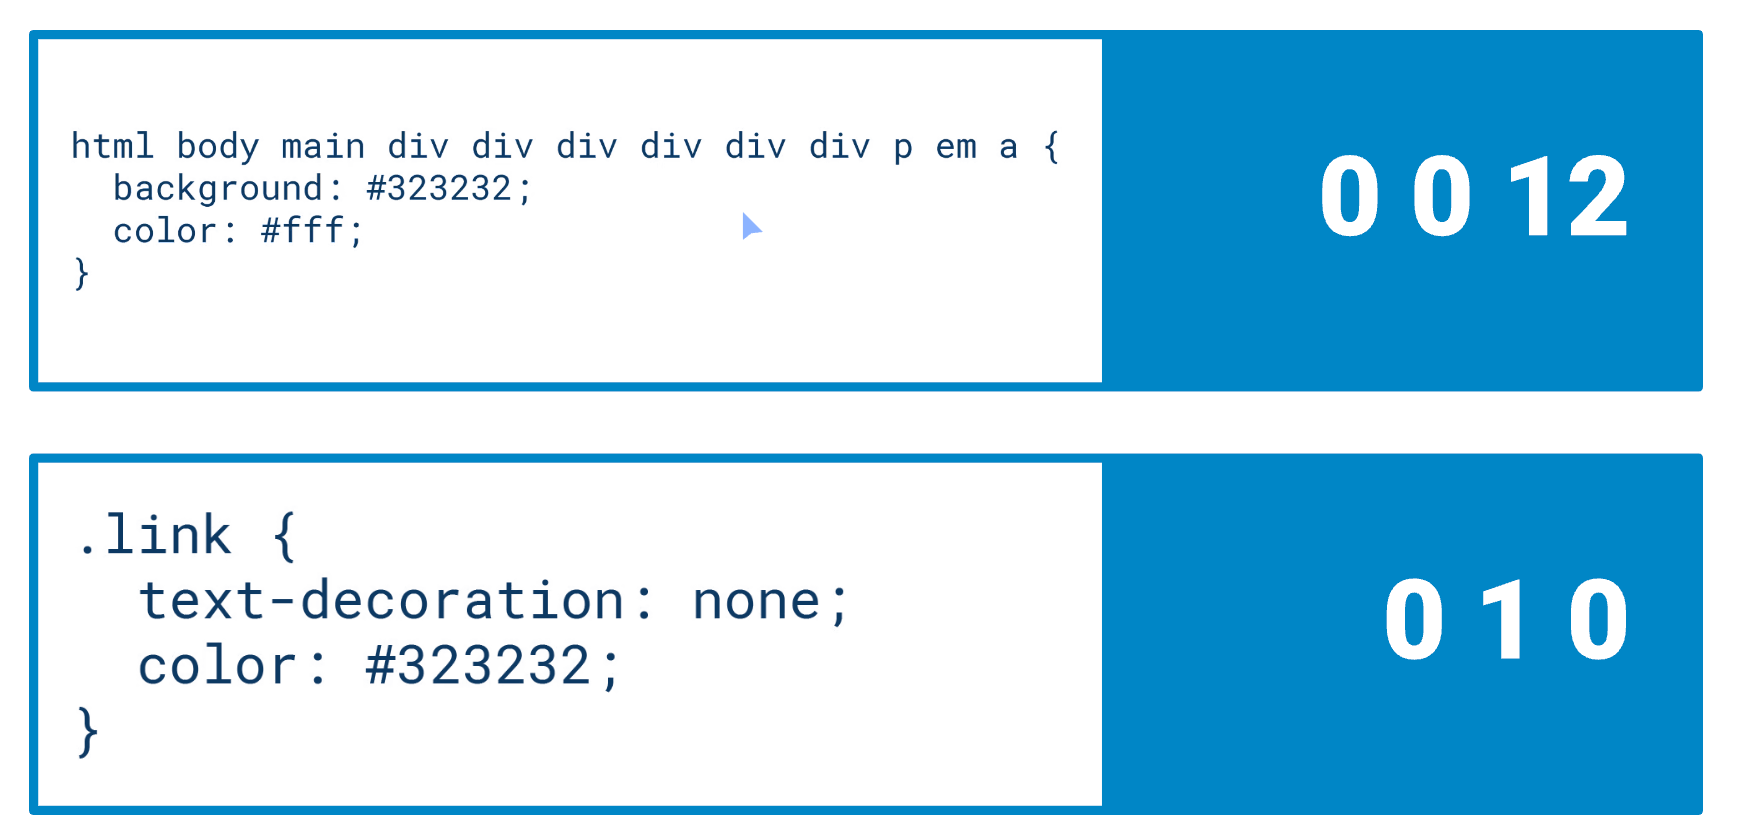 html body main div div div div div div p em a {
  background: #323232;
  color: #fff;
}
0 0 12
.link {
  text-decoration: none;
  color: #323232;
}
0 1 0